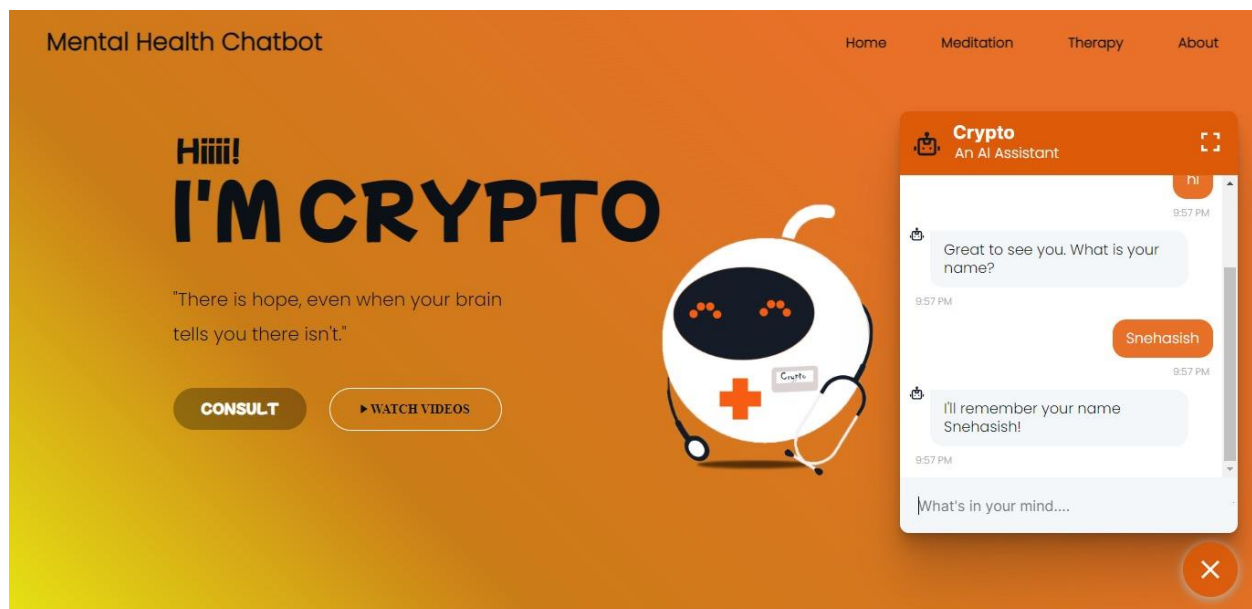 Mental Health Chatbot
Home
Meditation
Therapy
About
Hiiii!
I'M CRYPTO
"There is hope, even when your brain
tells you there isn't."
CONSULT
WATCH VIDEOS
Crypto
Crypto
An AI Assistant
hi
9:57 PM
Great to see you. What is your
name?
9:57 PM
Snehasish
9:57 PM
I'll remember your name
Snehasish!
9:57 PM
What's in your mind....